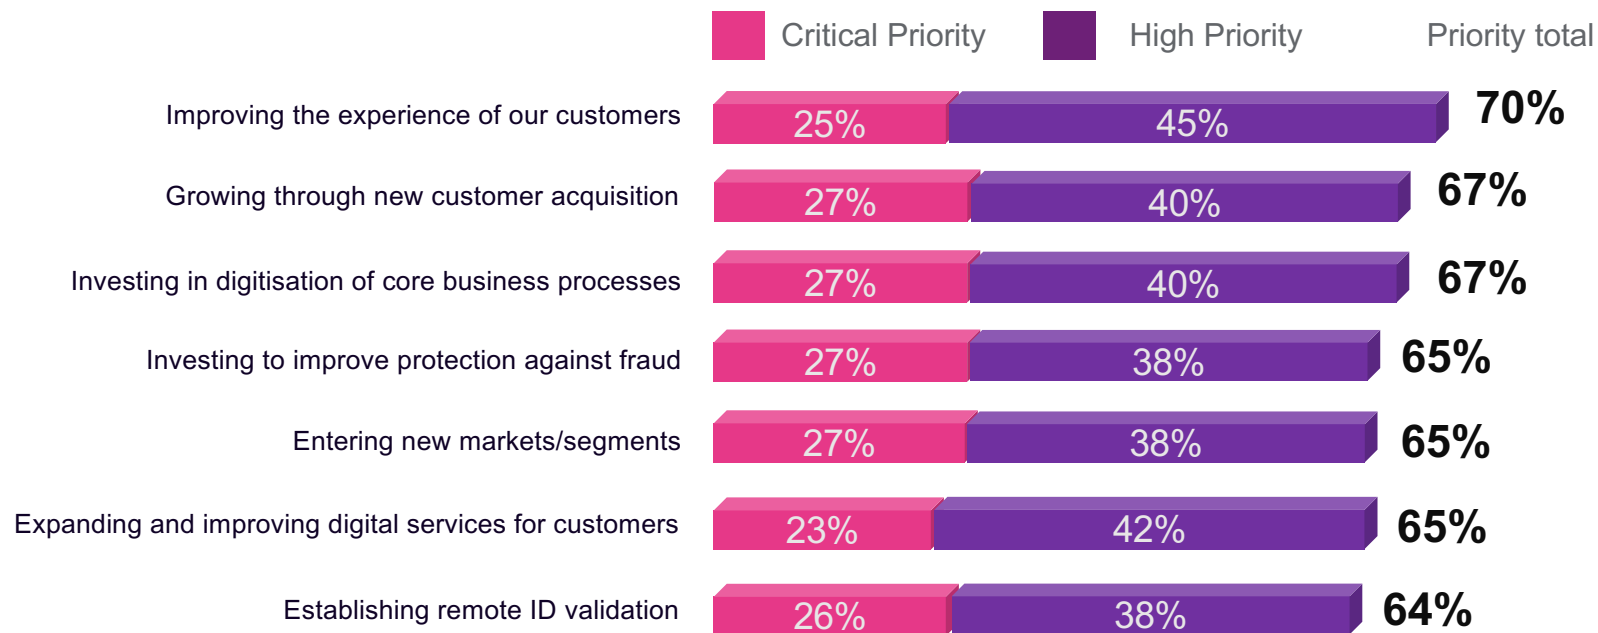 Critical Priority High Priority Priority total
Improving the experience of our customers 25% 45% 70%
Growing through new customer acquisition 27% 40% 67%
Investing in digitisation of core business processes 27% 40% 67%
Investing to improve protection against fraud 27% 38% 65%
Entering new markets/segments 27% 38% 65%
Expanding and improving digital services for customers 23% 42% 65%
Establishing remote ID validation 26% 38% 64%